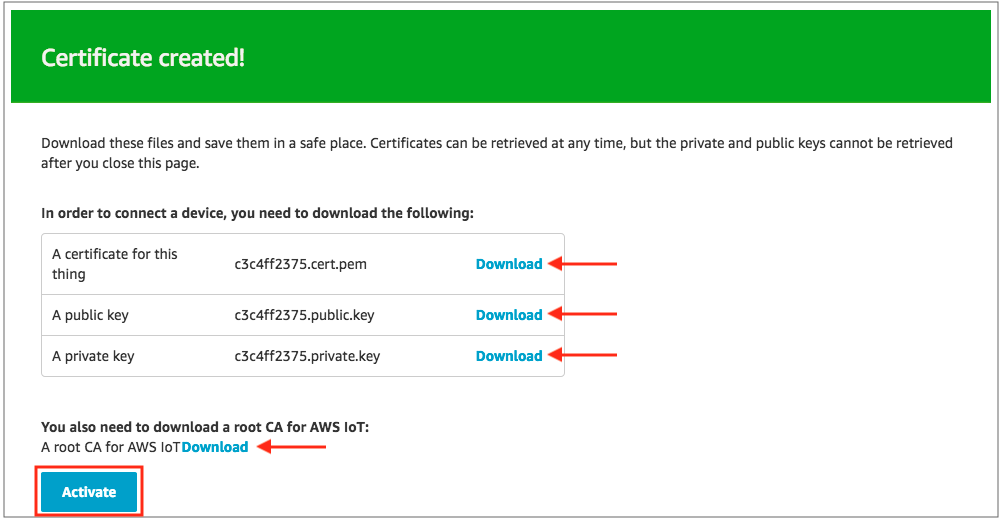 Certificate created!
Download these files and save them in a safe place. Certificates can be retrieved at any time, but the private and public keys cannot be retrieved
after you close this page.
In order to connect a device, you need to download the following:
A certificate for this
thing
c3c4ff2375.cert.pem
Download
A public key
c3c4ff2375.public.key
Download
A private key
c3c4ff2375.private.key
Download
You also need to download a root CA for AWS IoT:
A root CA for AWS IoTDownload
Activate